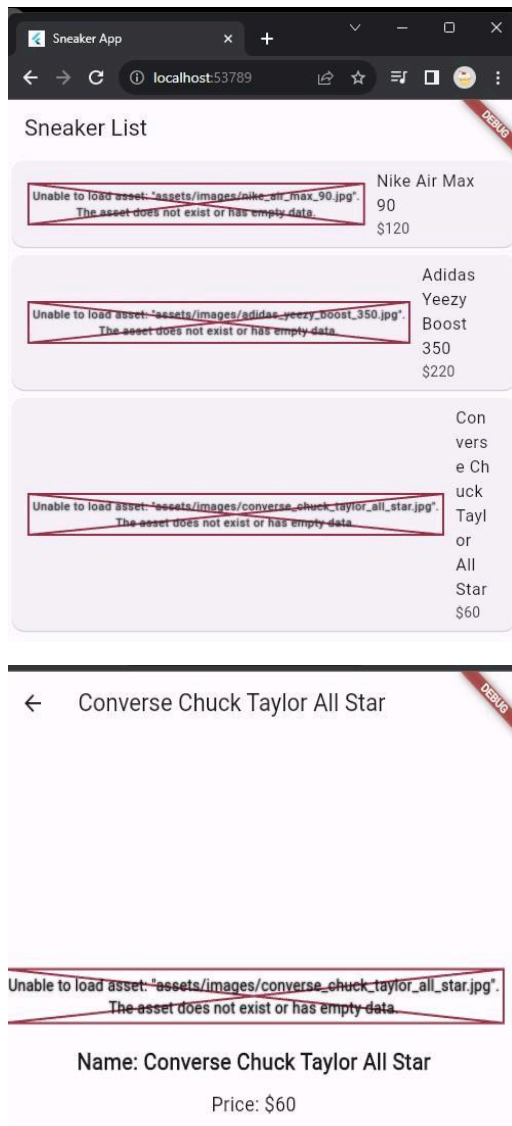 Sneaker App
localhost:53789
Sneaker List
DEBUG
Unable to load asset: "assets/images/nike_air_max_90.jpg".
The asset does not exist or has empty data.
Nike Air Max
90
$120
Unable to load asset: "assets/images/adidas_yeezy_boost_350.jpg".
The asset does not exist or has empty data.
Adidas
Yeezy
Boost
350
$220
Unable to load asset: "assets/images/converse_chuck_taylor_all_star.jpg".
The asset does not exist or has empty data.
Con
vers
e Ch
uck
Tayl
or
All
Star
$60
Converse Chuck Taylor All Star
DEBUG
Unable to load asset: "assets/images/converse_chuck_taylor_all_star.jpg".
The asset does not exist or has empty data.
Name: Converse Chuck Taylor All Star
Price: $60